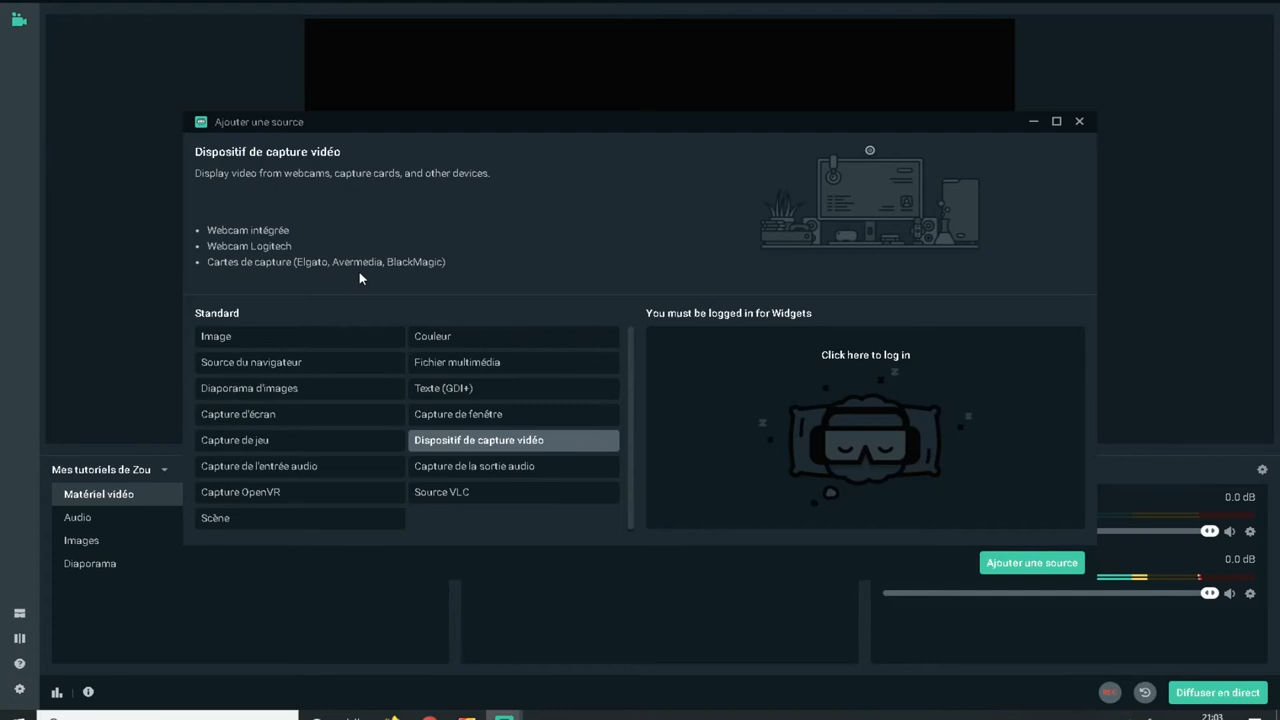 Ajouter une source
Dispositif de capture vidéo
Display video from webcams, capture cards, and other devices.
• Webcam intégrée
• Webcam Logitech
• Cartes de capture (Elgato, Avermedia, BlackMagic)
Standard
Image
Couleur
Source du navigateur
Fichier multimédia
Diaporama d'images
Texte (GDI+)
Capture d'écran
Capture de fenêtre
Capture de jeu
Dispositif de capture vidéo
Capture de l'entrée audio
Capture de la sortie audio
Capture OpenVR
Source VLC
Scène
You must be logged in for Widgets
Click here to log in
Ajouter une source
Mes tutoriels de Zou
Matériel vidéo
Audio
Images
Diaporama
0.0 dB
0.0 dB
REC
Diffuser en direct
21:03